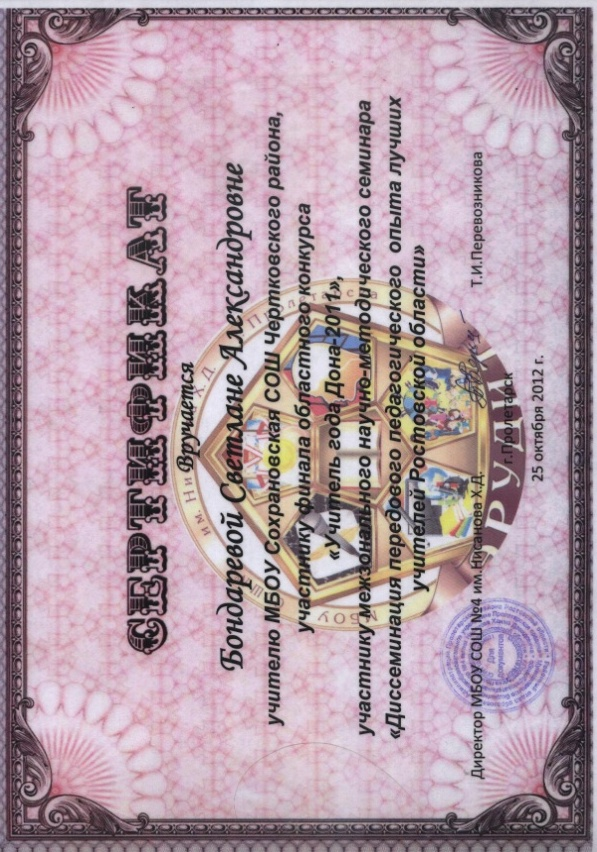 СЕРТИФИКАТ
Вручается
Бондаревой Светлане Александровне
учителю МБОУ Сохрановская СОШ Чертковского района,
участнику финала областного конкурса
«Учитель года Дона-2011»,
участнику межзонального научно-методического семинара
«Диссеминация передового педагогического опыта лучших
учителей Ростовской области»
Директор МБОУ СОШ №4 им.Нисанова Х.Д. Т.И.Перевозникова
г.Пролетарск
25 октября 2012 г.